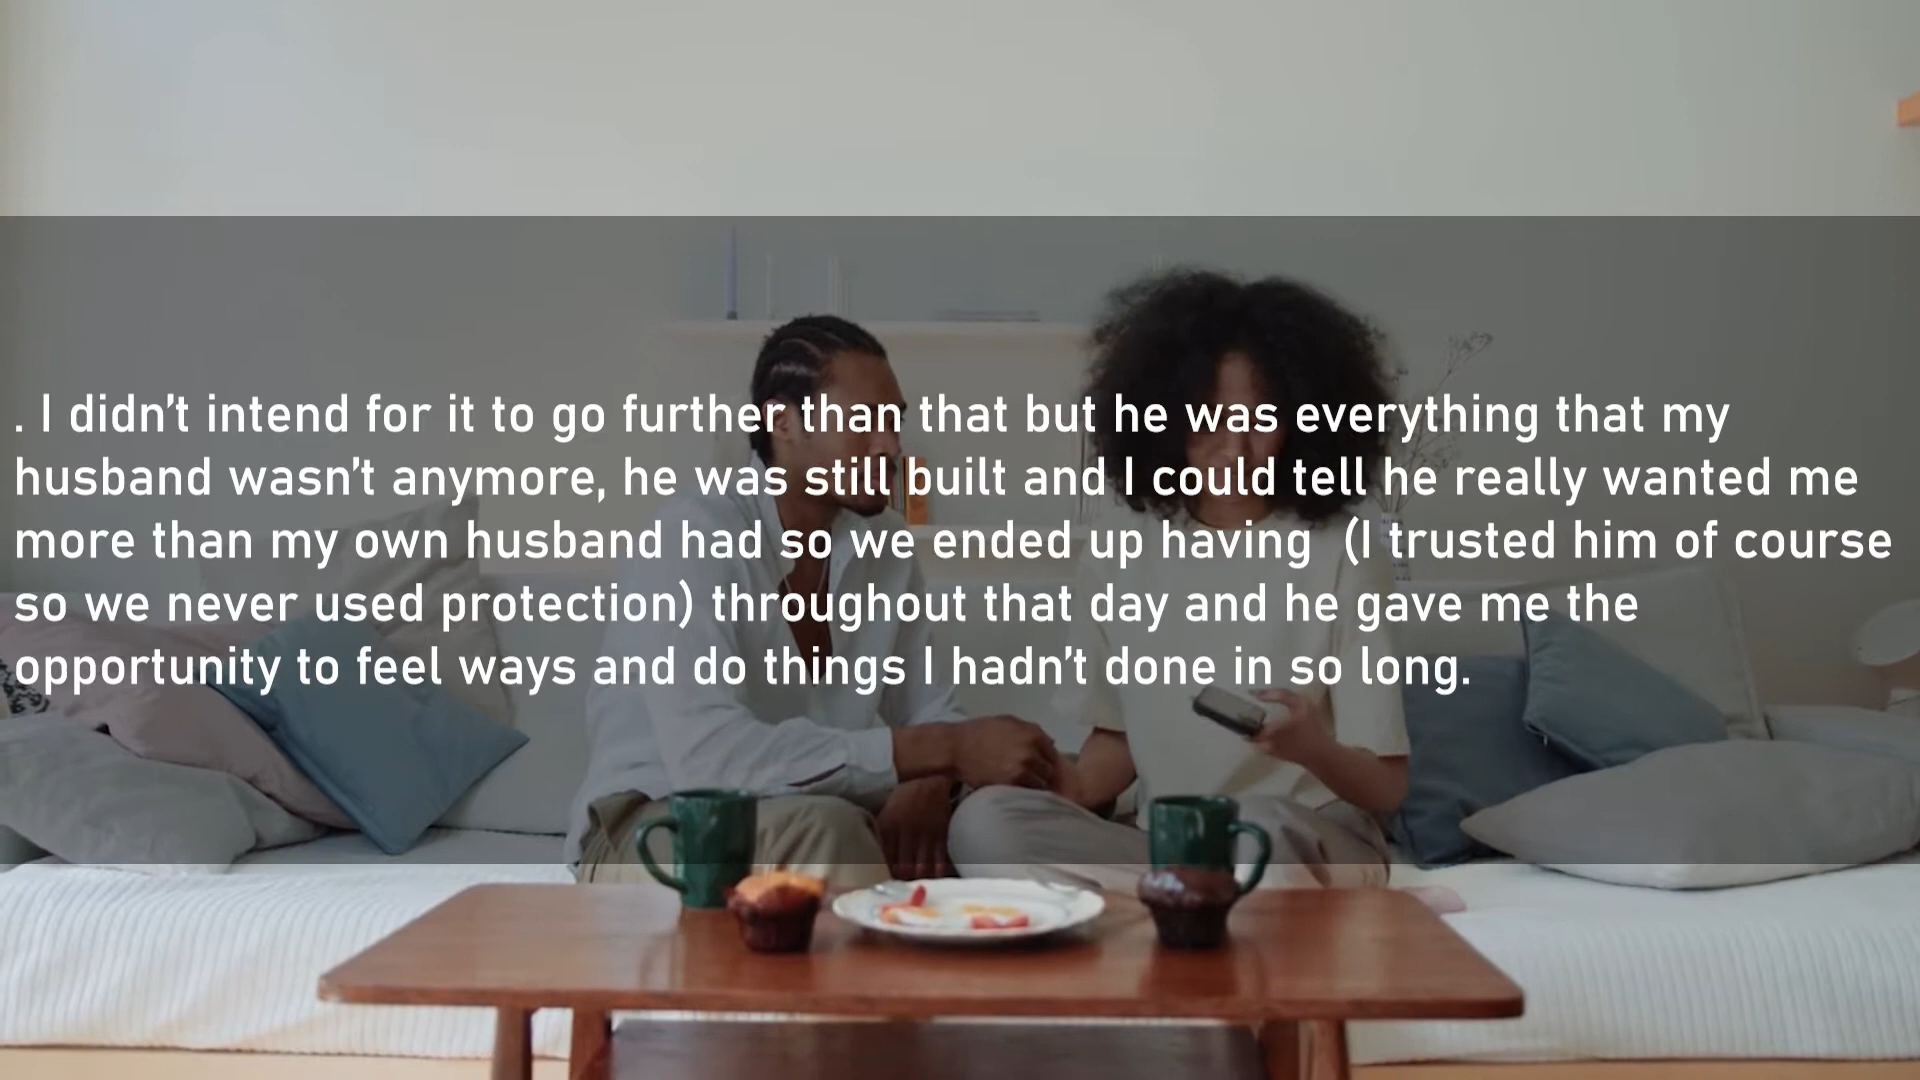 . I didn't intend for it to go further than that but he was everything that my
husband wasn't anymore, he was still built and I could tell he really wanted me
more than my own husband had so we ended up having  (I trusted him of course
so we never used protection) throughout that day and he gave me the
opportunity to feel ways and do things I hadn't done in so long.